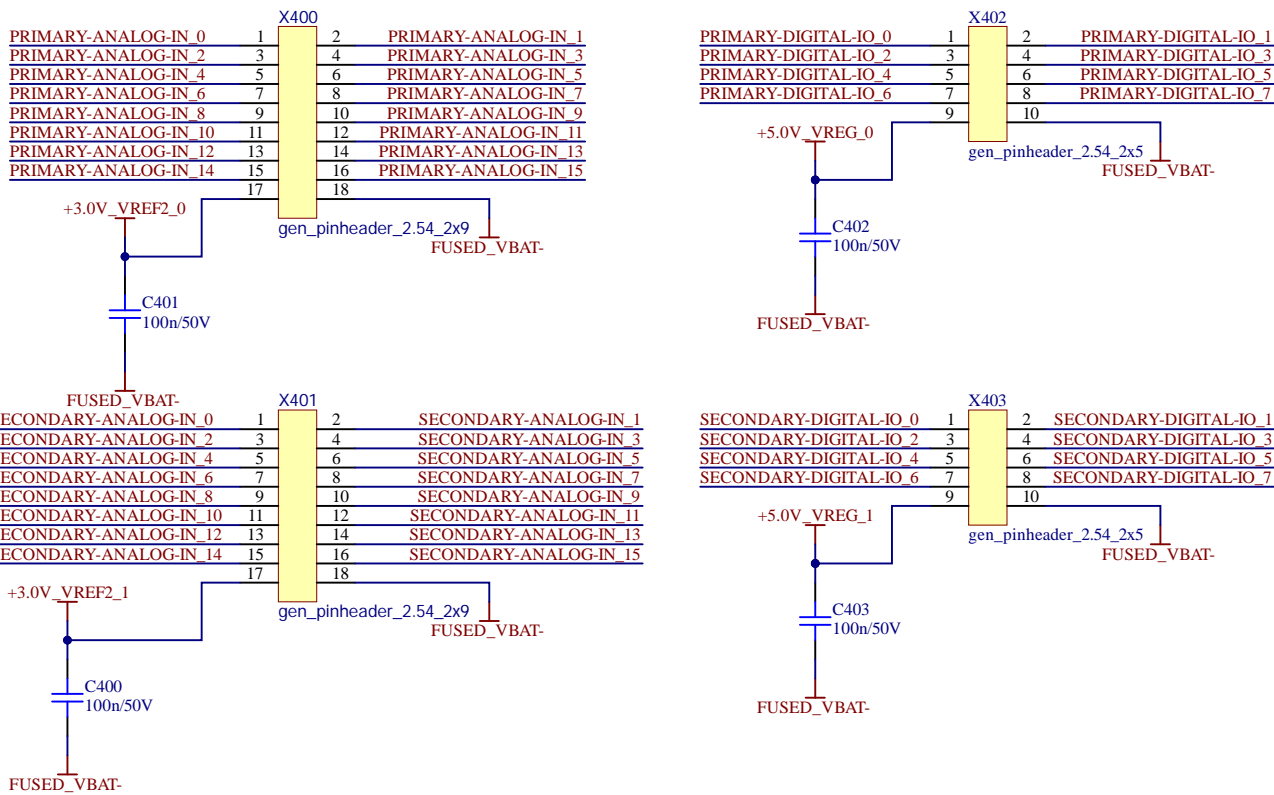 X400
PRIMARY-ANALOG-IN_0 1 2 PRIMARY-ANALOG-IN_1
PRIMARY-ANALOG-IN_2 3 4 PRIMARY-ANALOG-IN_3
PRIMARY-ANALOG-IN_4 5 6 PRIMARY-ANALOG-IN_5
PRIMARY-ANALOG-IN_6 7 8 PRIMARY-ANALOG-IN_7
PRIMARY-ANALOG-IN_8 9 10 PRIMARY-ANALOG-IN_9
PRIMARY-ANALOG-IN_10 11 12 PRIMARY-ANALOG-IN_11
PRIMARY-ANALOG-IN_12 13 14 PRIMARY-ANALOG-IN_13
PRIMARY-ANALOG-IN_14 15 16 PRIMARY-ANALOG-IN_15
17 18
+3.0V_VREF2_0
gen_pinheader_2.54_2x9
FUSED_VBAT-
C401
100n/50V
FUSED_VBAT-
X402
PRIMARY-DIGITAL-IO_0 1 2 PRIMARY-DIGITAL-IO_1
PRIMARY-DIGITAL-IO_2 3 4 PRIMARY-DIGITAL-IO_3
PRIMARY-DIGITAL-IO_4 5 6 PRIMARY-DIGITAL-IO_5
PRIMARY-DIGITAL-IO_6 7 8 PRIMARY-DIGITAL-IO_7
9 10
+5.0V_VREG_0
gen_pinheader_2.54_2x5
FUSED_VBAT-
C402
100n/50V
FUSED_VBAT-
X401
ECONDARY-ANALOG-IN_0 1 2 SECONDARY-ANALOG-IN_1
ECONDARY-ANALOG-IN_2 3 4 SECONDARY-ANALOG-IN_3
ECONDARY-ANALOG-IN_4 5 6 SECONDARY-ANALOG-IN_5
ECONDARY-ANALOG-IN_6 7 8 SECONDARY-ANALOG-IN_7
ECONDARY-ANALOG-IN_8 9 10 SECONDARY-ANALOG-IN_9
ECONDARY-ANALOG-IN_10 11 12 SECONDARY-ANALOG-IN_11
ECONDARY-ANALOG-IN_12 13 14 SECONDARY-ANALOG-IN_13
ECONDARY-ANALOG-IN_14 15 16 SECONDARY-ANALOG-IN_15
17 18
+3.0V_VREF2_1
gen_pinheader_2.54_2x9
FUSED_VBAT-
C400
100n/50V
FUSED_VBAT-
X403
SECONDARY-DIGITAL-IO_0 1 2 SECONDARY-DIGITAL-IO_1
SECONDARY-DIGITAL-IO_2 3 4 SECONDARY-DIGITAL-IO_3
SECONDARY-DIGITAL-IO_4 5 6 SECONDARY-DIGITAL-IO_5
SECONDARY-DIGITAL-IO_6 7 8 SECONDARY-DIGITAL-IO_7
9 10
+5.0V_VREG_1
gen_pinheader_2.54_2x5
FUSED_VBAT-
C403
100n/50V
FUSED_VBAT-